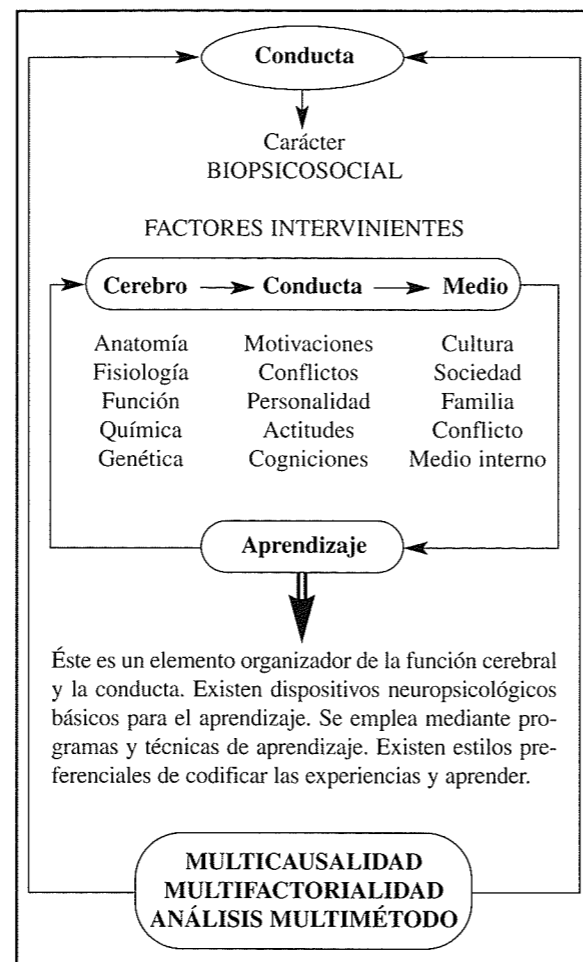 Conducta
Carácter
BIOPSICOSOCIAL
FACTORES INTERVINIENTES
Cerebro Conducta Medio
Anatomía Motivaciones Cultura
Fisiología Conflictos Sociedad
Función Personalidad Familia
Química Actitudes Conflicto
Genética Cogniciones Medio interno
Aprendizaje
Éste es un elemento organizador de la función cerebral
y la conducta. Existen dispositivos neuropsicológicos
básicos para el aprendizaje. Se emplea mediante pro-
gramas y técnicas de aprendizaje. Existen estilos pre-
ferenciales de codificar las experiencias y aprender.
MULTICAUSALIDAD
MULTIFACTORIALIDAD
ANÁLISIS MULTIMÉTODO